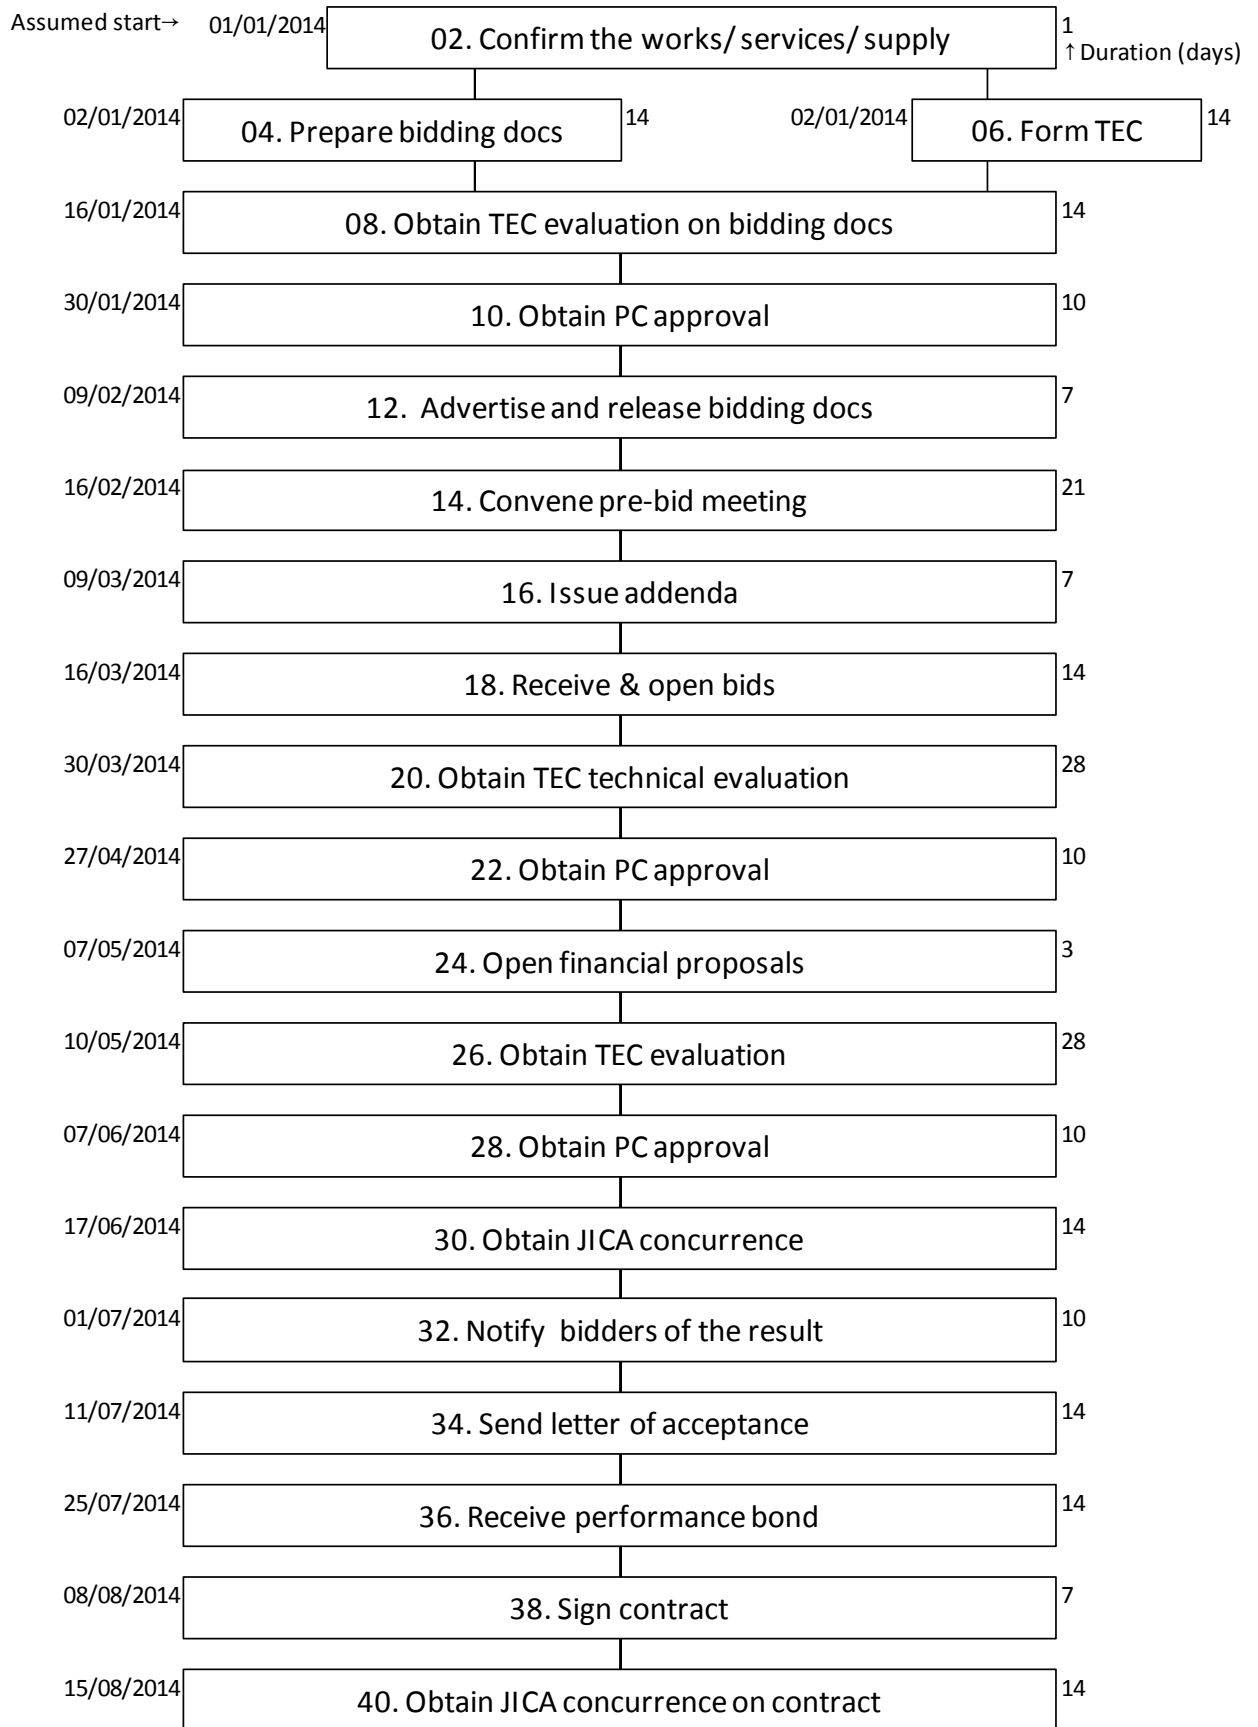 Assumed start→ 01/01/2014 02. Confirm the works/ services/ supply 1
↑ Duration (days)
02/01/2014 04. Prepare bidding docs 14 02/01/2014 06. Form TEC 14
16/01/2014 08. Obtain TEC evaluation on bidding docs 14
30/01/2014 10. Obtain PC approval 10
09/02/2014 12. Advertise and release bidding docs 7
16/02/2014 14. Convene pre-bid meeting 21
09/03/2014 16. Issue addenda 7
16/03/2014 18. Receive & open bids 14
30/03/2014 20. Obtain TEC technical evaluation 28
27/04/2014 22. Obtain PC approval 10
07/05/2014 24. Open financial proposals 3
10/05/2014 26. Obtain TEC evaluation 28
07/06/2014 28. Obtain PC approval 10
17/06/2014 30. Obtain JICA concurrence 14
01/07/2014 32. Notify bidders of the result 10
11/07/2014 34. Send letter of acceptance 14
25/07/2014 36. Receive performance bond 14
08/08/2014 38. Sign contract 7
15/08/2014 40. Obtain JICA concurrence on contract 14